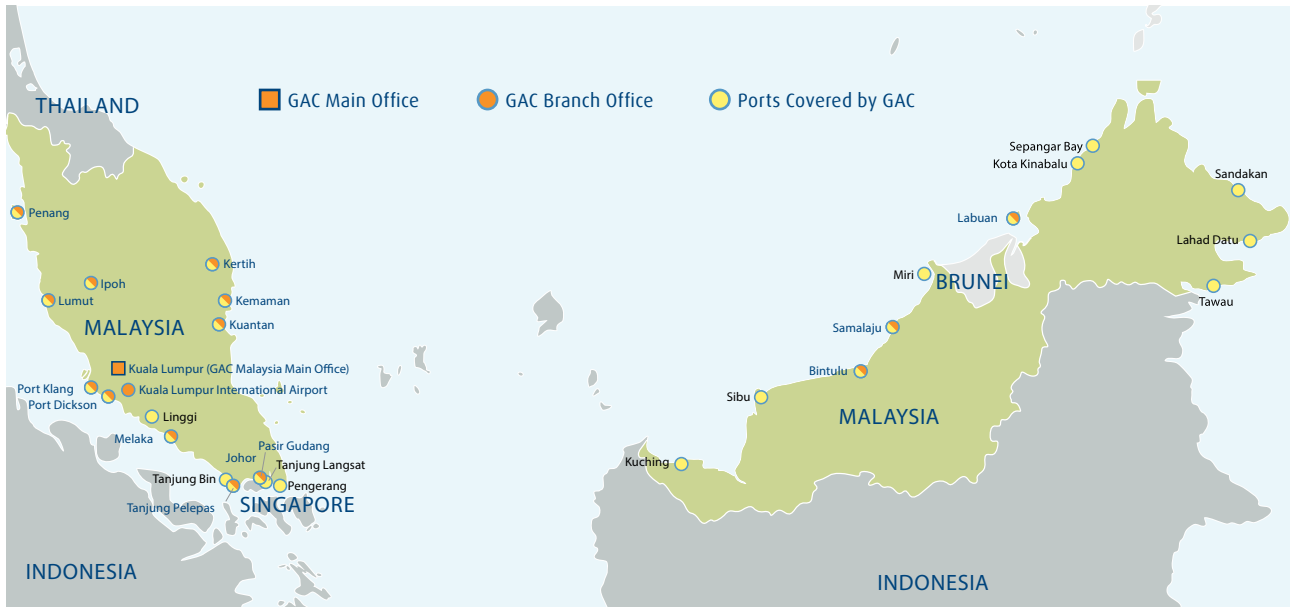 THAILAND
GAC Main Office
GAC Branch Office
Ports Covered by GAC
Sepangar Bay
Kota Kinabalu
Sandakan
Penang
Labuan
Lahad Datu
Kertih
Ipoh
Miri
BRUNEI
Lumut
Kemaman
Tawau
MALAYSIA
Kuantan
Samalaju
Kuala Lumpur (GAC Malaysia Main Office)
Bintulu
Port Klang
Kuala Lumpur International Airport
Port Dickson
Sibu
Linggi
MALAYSIA
Melaka
Pasir Gudang
Johor
Tanjung Langsat
Kuching
Tanjung Bin
Pengerang
Tanjung Pelepas
SINGAPORE
INDONESIA
INDONESIA